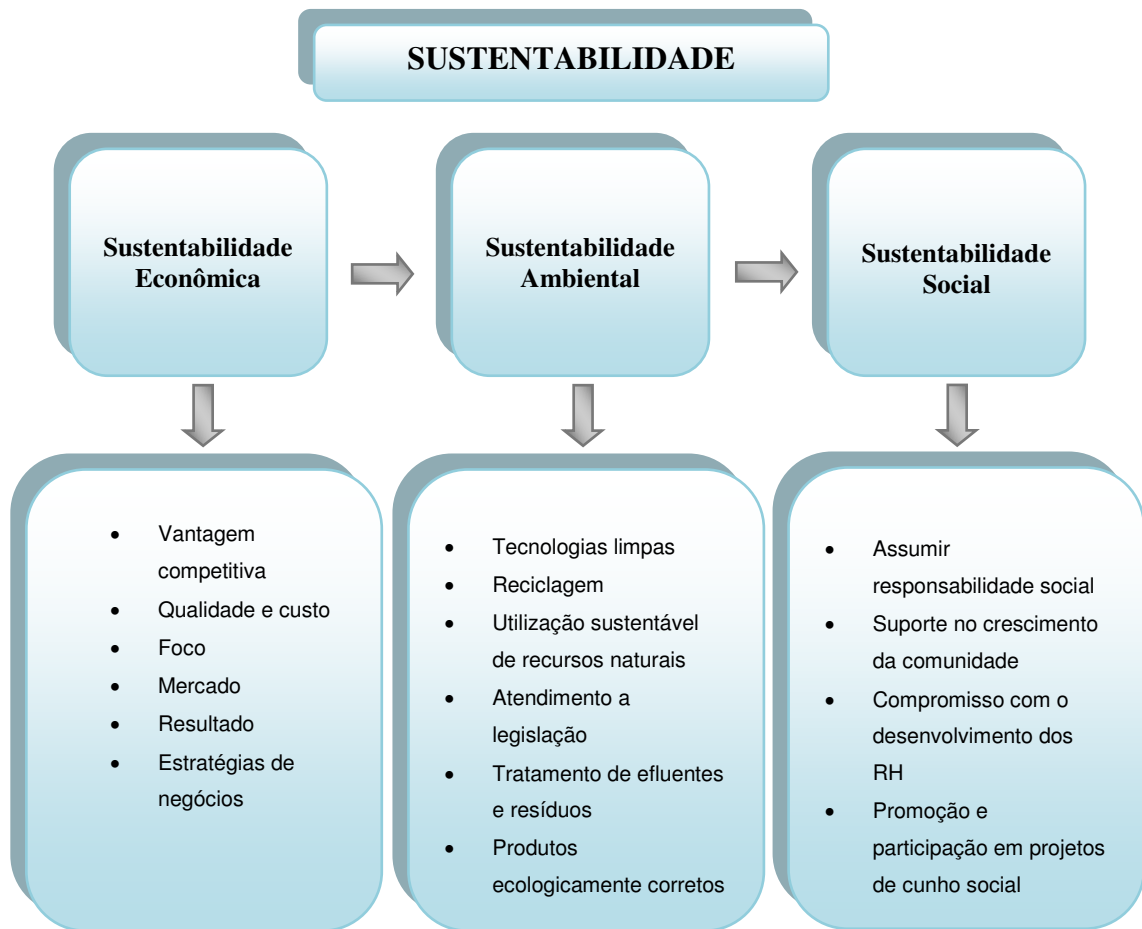 SUSTENTABILIDADE
Sustentabilidade
Econômica
Sustentabilidade
Ambiental
Sustentabilidade
Social
• Vantagem
competitiva
• Qualidade e custo
• Foco
• Mercado
• Resultado
• Estratégias de
negócios
• Tecnologias limpas
• Reciclagem
• Utilização sustentável
de recursos naturais
• Atendimento a
legislação
• Tratamento de efluentes
e resíduos
• Produtos
ecologicamente corretos
• Assumir
responsabilidade social
• Suporte no crescimento
da comunidade
• Compromisso com o
desenvolvimento dos
RH
• Promoção e
participação em projetos
de cunho social